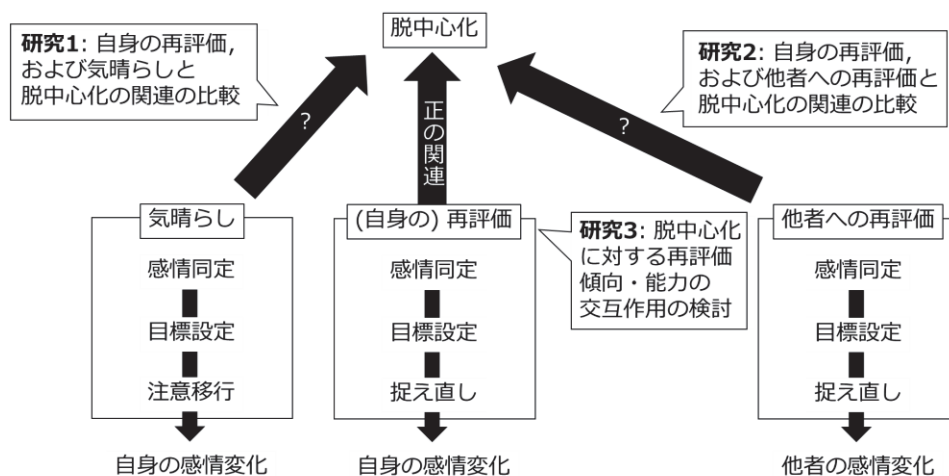 脱中心化
研究1: 自身の再評価,
および気晴らしと
脱中心化の関連の比較
研究2: 自身の再評価,
および他者への再評価と
脱中心化の関連の比較
?
正の関連
?
気晴らし
感情同定
目標設定
注意移行
自身の感情変化
(自身の) 再評価
感情同定
目標設定
捉え直し
自身の感情変化
研究3: 脱中心化
に対する再評価
傾向・能力の
交互作用の検討
他者への再評価
感情同定
目標設定
捉え直し
他者の感情変化